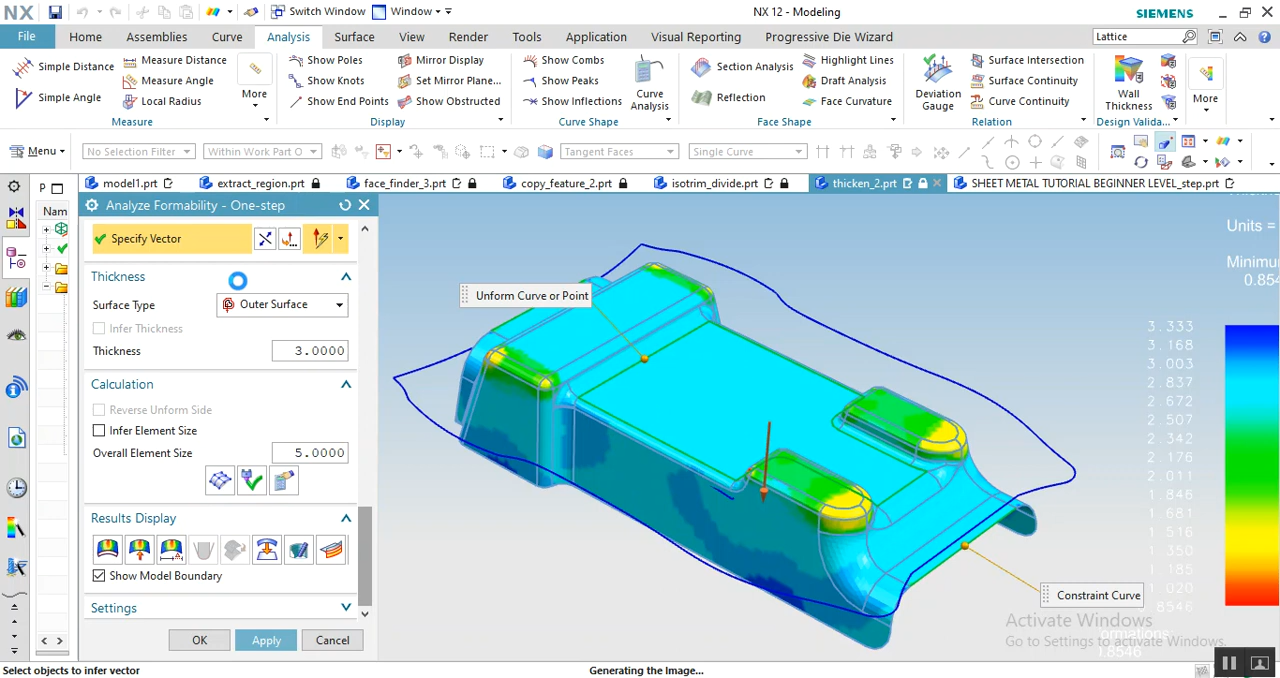 NX Switch Window Window NX 12 - Modeling SIEMENS
File Home Assemblies Curve Analysis Surface View Render Tools Application Visual Reporting Progressive Die Wizard Lattice
Simple Distance Measure Distance Show Poles Mirror Display Show Combs Section Analysis Highlight Lines Surface Intersection
Measure Angle Show Knots Set Mirror Plane... Show Peaks Draft Analysis Surface Continuity
Simple Angle Local Radius More Show End Points Show Obstructed Show Inflections Curve Analysis Reflection Face Curvature Deviation Gauge Curve Continuity Wall Thickness More
Measure Display Curve Shape Face Shape Relation Design Valida...
Menu No Selection Filter Within Work Part O Tangent Faces Single Curve
model1.prt extract_region.prt face_finder_3.prt copy_feature_2.prt isotrim_divide.prt thicken_2.prt SHEET METAL TUTORIAL BEGINNER LEVEL_step.prt
P
Nam
Analyze Formability - One-step
Specify Vector
Thickness
Surface Type Outer Surface
Infer Thickness
Thickness 3.0000
Calculation
Reverse Unform Side
Infer Element Size
Overall Element Size 5.0000
Results Display
Show Model Boundary
Settings
OK Apply Cancel
Units =
Minimu
0.854
Unform Curve or Point
Constraint Curve
3.333
3.168
3.003
2.837
2.672
2.507
2.342
2.176
2.011
1.846
1.681
1.516
1.350
1.185
1.020
0.8546
Activate Windows
Go to Settings to activate Windows.
ormations
0.8546
Select objects to infer vector Generating the Image...